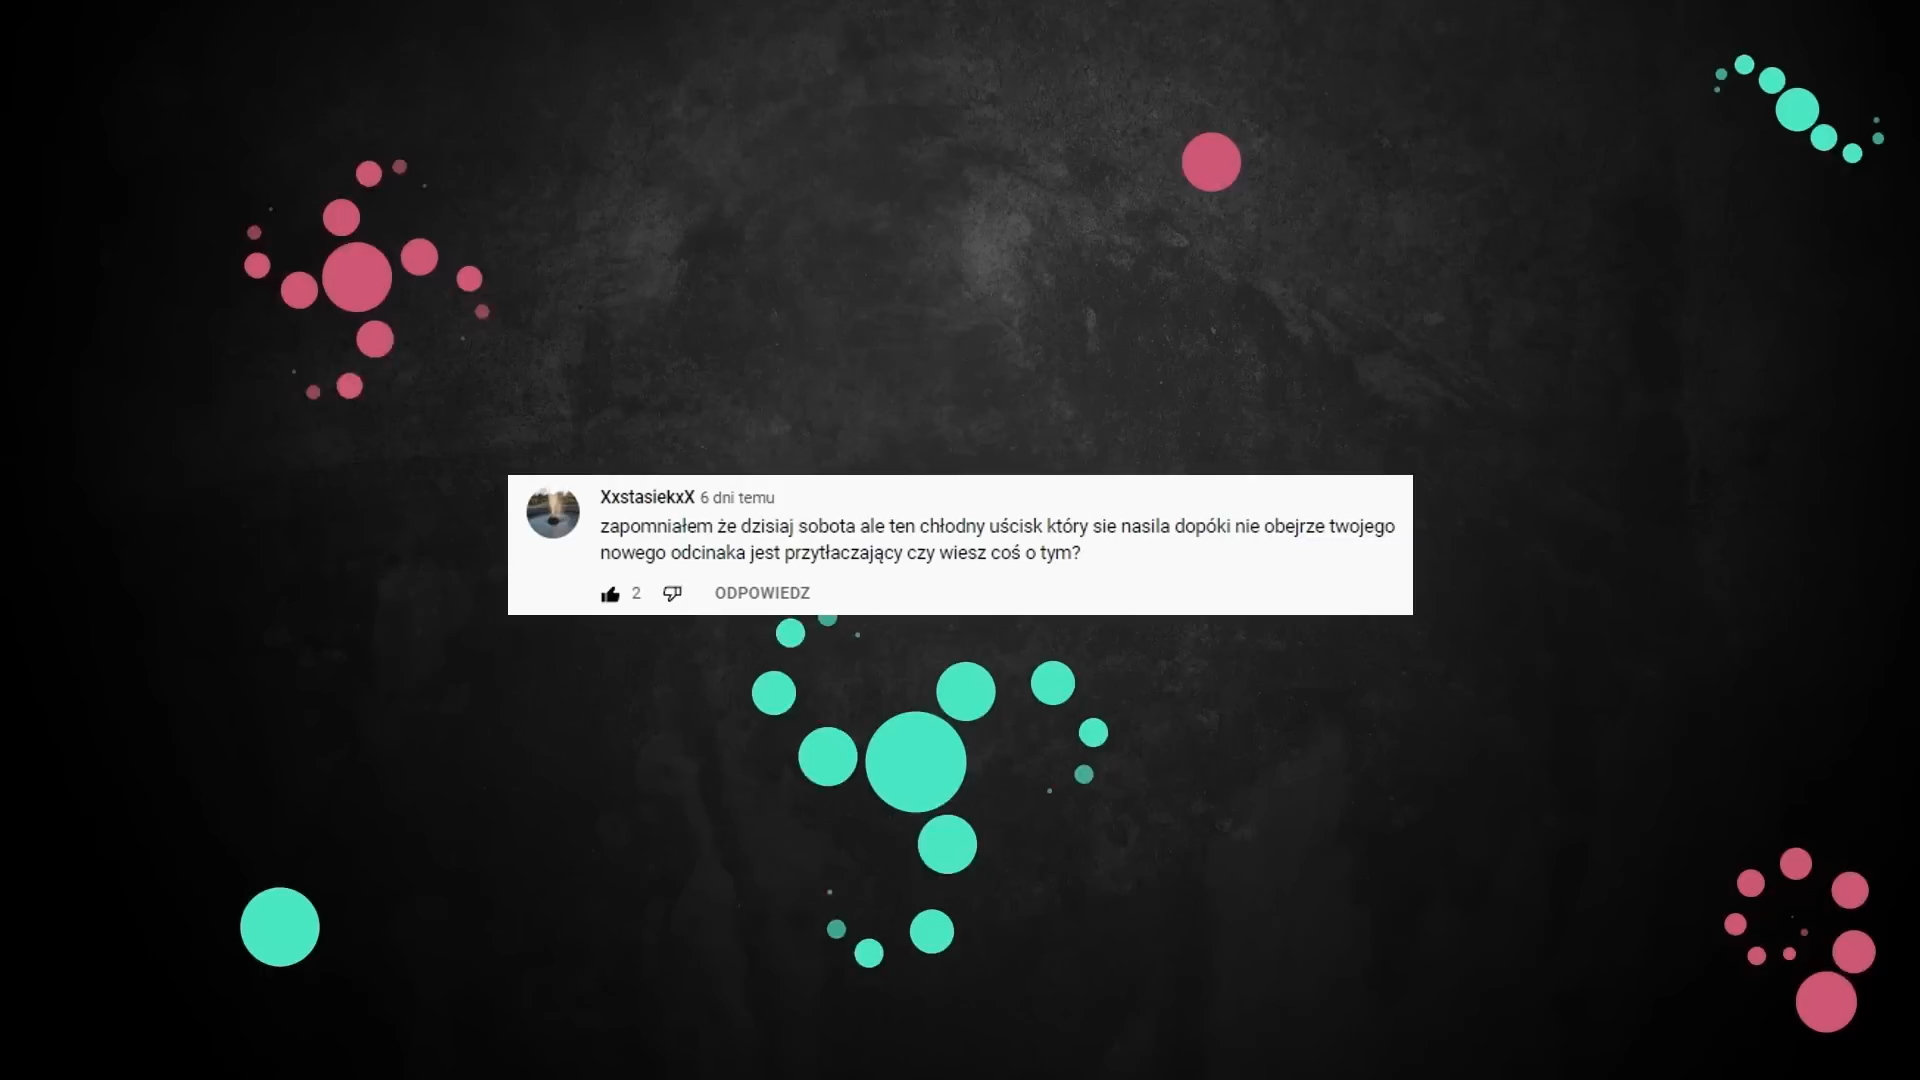 XxstasiekxX 6 dni temu
zapomniałem że dzisiaj sobota ale ten chłodny uścisk który sie nasila dopóki nie obejrze twojego
nowego odcinaka jest przytłaczający czy wiesz coś o tym?
2 ODPOWIEDZ